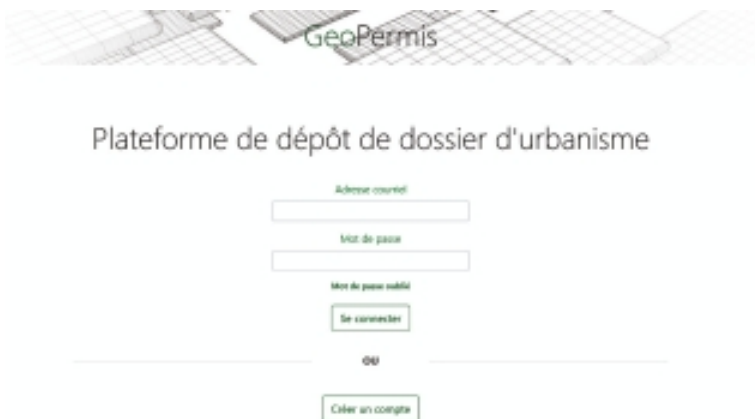 GeoPermis
Plateforme de dépôt de dossier d'urbanisme
Adresse courriel
Mot de passe
Mot de passe oublié
Se connecter
OU
Créer un compte